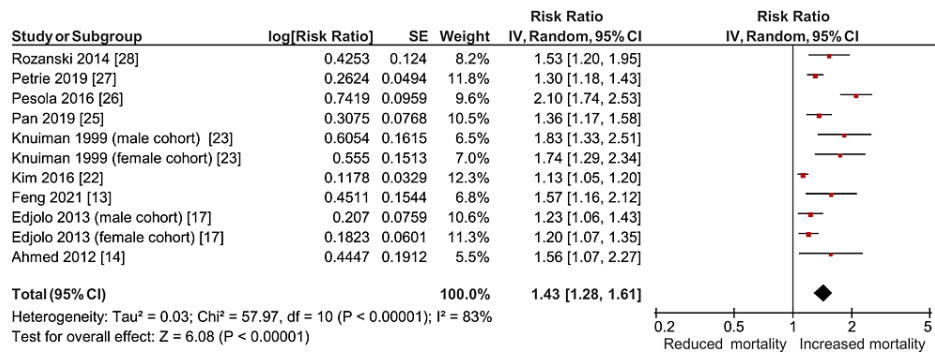 Risk Ratio Risk Ratio
Study or Subgroup log[Risk Ratio] SE Weight IV, Random, 95% CI IV, Random, 95% CI
Rozanski 2014 [28] 0.4253 0.124 8.2% 1.53 [1.20, 1.95]
Petrie 2019 [27] 0.2624 0.0494 11.8% 1.30 [1.18, 1.43]
Pesola 2016 [26] 0.7419 0.0959 9.6% 2.10 [1.74, 2.53]
Pan 2019 [25] 0.3075 0.0768 10.5% 1.36 [1.17, 1.58]
Knuiman 1999 (male cohort) [23] 0.6054 0.1615 6.5% 1.83 [1.33, 2.51]
Knuiman 1999 (female cohort) [23] 0.555 0.1513 7.0% 1.74 [1.29, 2.34]
Kim 2016 [22] 0.1178 0.0329 12.3% 1.13 [1.05, 1.20]
Feng 2021 [13] 0.4511 0.1544 6.8% 1.57 [1.16, 2.12]
Edjolo 2013 (male cohort) [17] 0.207 0.0759 10.6% 1.23 [1.06, 1.43]
Edjolo 2013 (female cohort) [17] 0.1823 0.0601 11.3% 1.20 [1.07, 1.35]
Ahmed 2012 [14] 0.4447 0.1912 5.5% 1.56 [1.07, 2.27]
Total (95% CI) 100.0% 1.43 [1.28, 1.61]
Heterogeneity: Tau² = 0.03; Chi² = 57.97, df = 10 (P < 0.00001); I² = 83%
Test for overall effect: Z = 6.08 (P < 0.00001)
0.2 0.5 1 2 5
Reduced mortality Increased mortality